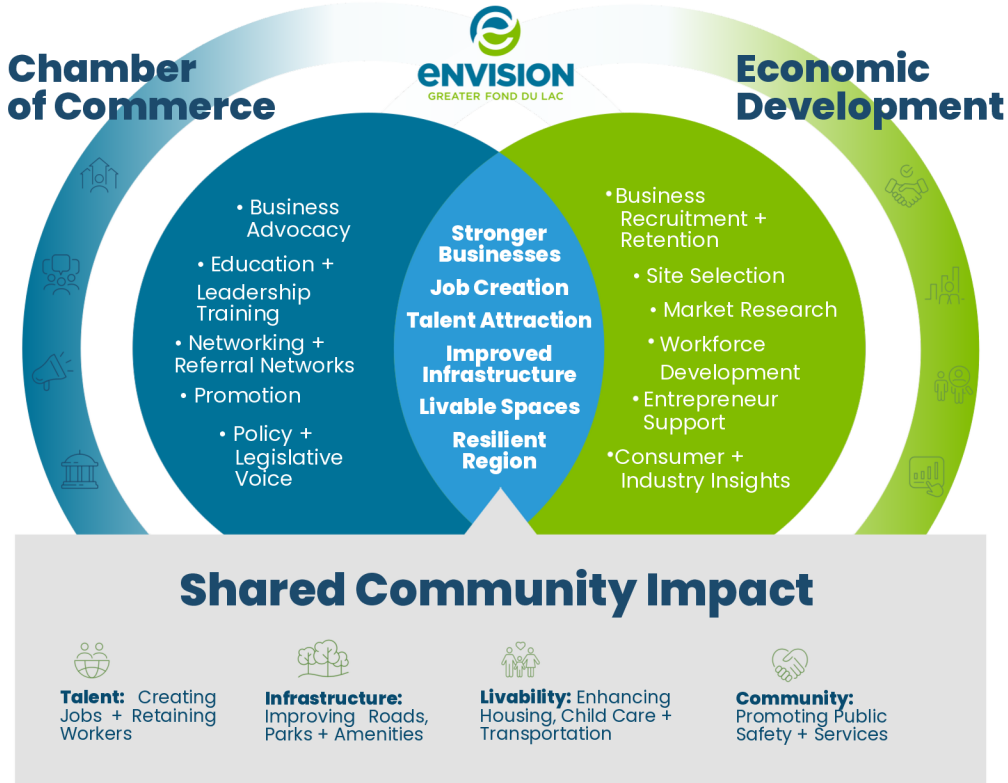 eNVISION
GREATER FOND DU LAC
Chamber
of Commerce
Economic
Development
• Business
Advocacy
• Education +
Leadership
Training
• Networking +
Referral Networks
• Promotion
• Policy +
Legislative
Voice
Stronger
Businesses
Job Creation
Talent Attraction
Improved
Infrastructure
Livable Spaces
Resilient
Region
• Business
Recruitment +
Retention
• Site Selection
• Market Research
• Workforce
Development
• Entrepreneur
Support
• Consumer +
Industry Insights
Shared Community Impact
Talent: Creating
Jobs + Retaining
Workers
Infrastructure:
Improving Roads,
Parks + Amenities
Livability: Enhancing
Housing, Child Care +
Transportation
Community:
Promoting Public
Safety + Services